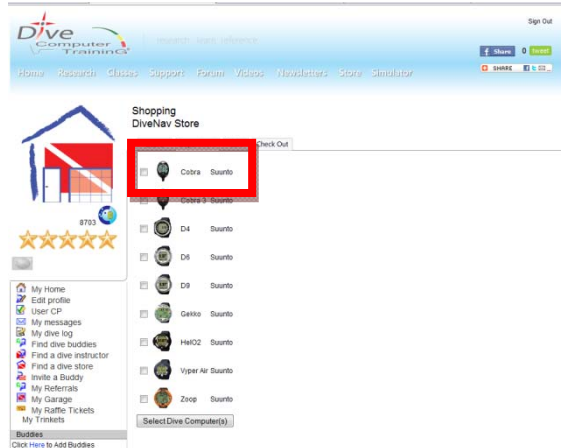 Sign Out
Dive
Computer
Training
research learn reference
Share 0 tweet
SHARE
Home Research Classes Support Forum Videos Newsletters Store Simulator
Shopping
DiveNav Store
Check Out
Cobra Suunto
Cobra 3 Suunto
D4 Suunto
D6 Suunto
D9 Suunto
Gekko Suunto
HelO2 Suunto
Vyper Air Suunto
Zoop Suunto
Select Dive Computer(s)
8703
My Home
Edit profile
User CP
My messages
My dive log
Find dive buddies
Find a dive instructor
Find a dive store
Invite a Buddy
My Referrals
My Garage
My Raffle Tickets
My Trinkets
Buddies
Click Here to Add Buddies